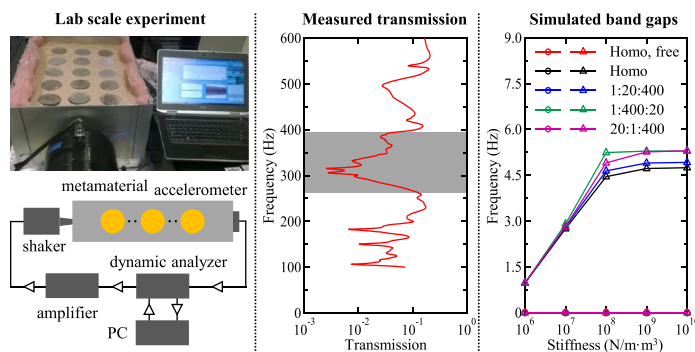 Lab scale experiment
metamaterial accelerometer
shaker
dynamic analyzer
amplifier
PC
Measured transmission
Frequency (Hz)
600
500
400
300
200
100
10⁻³ 10⁻² 10⁻¹ 10⁰
Transmission
Simulated band gaps
Frequency (Hz)
9.0
7.5
6.0
4.5
3.0
1.5
0
Homo, free
Homo
1:20:400
1:400:20
20:1:400
10⁶ 10⁷ 10⁸ 10⁹ 10¹⁰
Stiffness (N/m·m³)